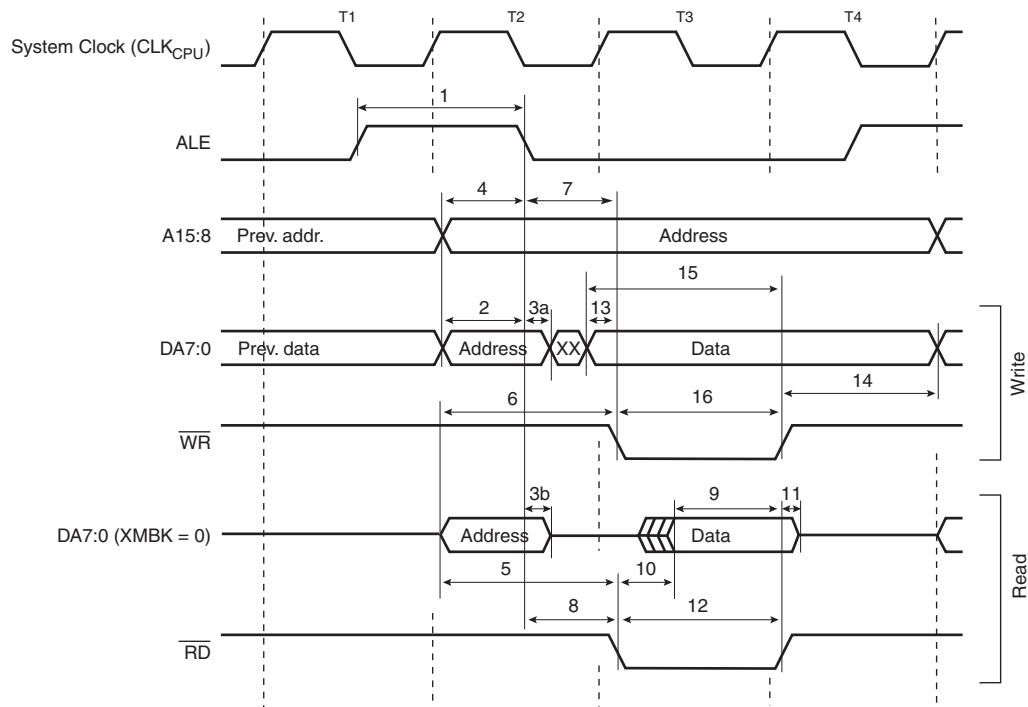 T1 T2 T3 T4
System Clock (CLKCPU)
1
ALE
4 7
A15:8 Prev. addr. Address
15
2 3a 13
DA7:0 Prev. data Address XX Data
14
6 16
WR
Write
3b 9 11
DA7:0 (XMBK = 0) Address Data
5 10
8 12
RD
Read